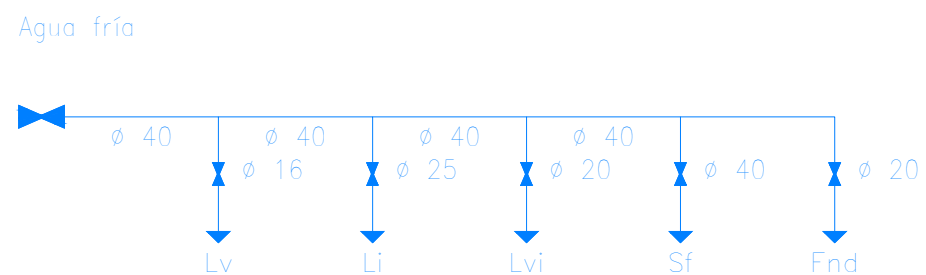 Agua fría
ø 40 ø 40 ø 40 ø 40
ø 16 ø 25 ø 20 ø 40 ø 20
Lv Li Lvi Sf Fnd